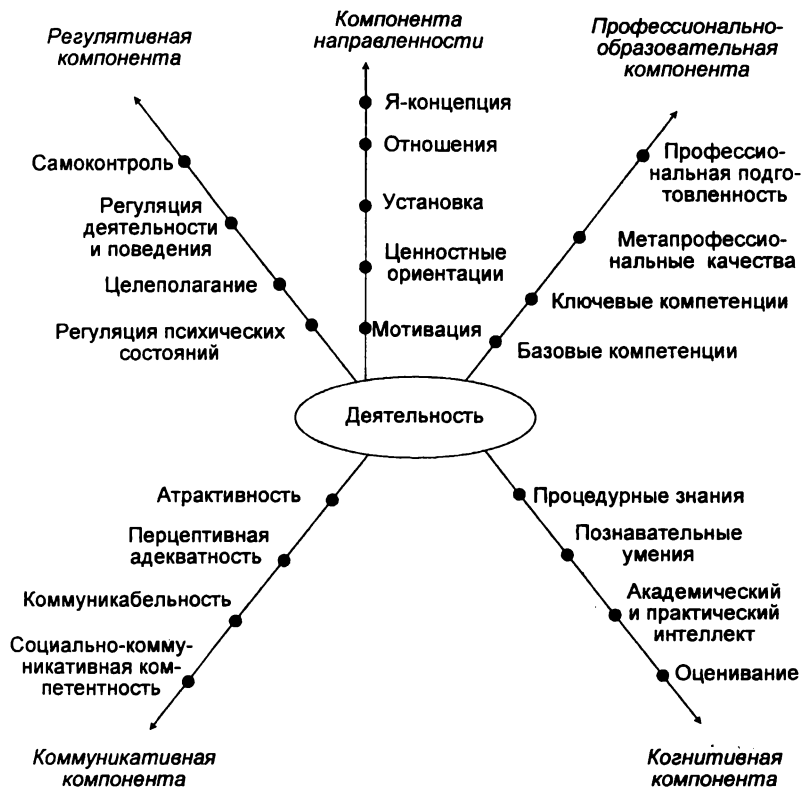 Регулятивная
компонента
Компонента
направленности
Профессионально-
образовательная
компонента
Самоконтроль
Регуляция
деятельности
и поведения
Целеполагание
Регуляция психических
состояний
Я-концепция
Отношения
Установка
Ценностные
ориентации
Мотивация
Профессио-
нальная подго-
товленность
Метапрофессио-
нальные качества
Ключевые компетенции
Базовые компетенции
Деятельность
Атрактивность
Перцептивная
адекватность
Коммуникабельность
Социально-комму-
никативная ком-
петентность
Коммуникативная
компонента
Процедурные знания
Познавательные
умения
Академический
и практический
интеллект
Оценивание
Когнитивная
компонента